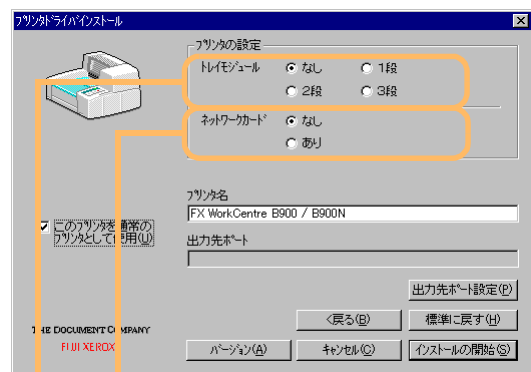 プリンタドライバインストール
プリンタの設定
トレイモジュール なし 1段
2段 3段
ネットワークカード なし
あり
プリンタ名
FX WorkCentre B900 / B900N
このプリンタを通常の
プリンタとして使用(U)
出力先ポート
出力先ポート設定(P)
<戻る(B) 標準に戻す(H)
THE DOCUMENT COMPANY
FUJI XEROX
バージョン(A) キャンセル(C) インストールの開始(S)